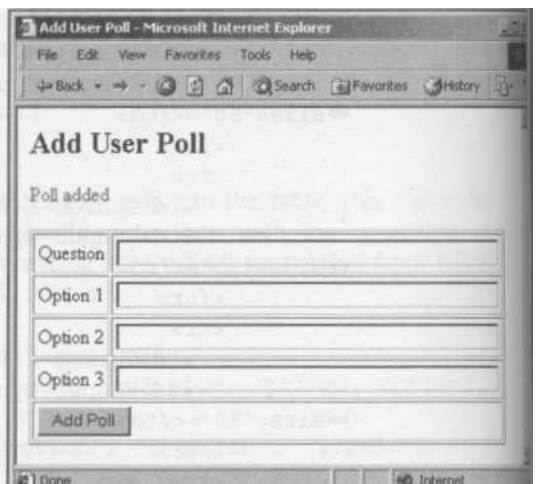 Add User Poll - Microsoft Internet Explorer
File Edit View Favorites Tools Help
Back Search Favorites History
Add User Poll
Poll added
Question
Option 1
Option 2
Option 3
Add Poll
Done Internet